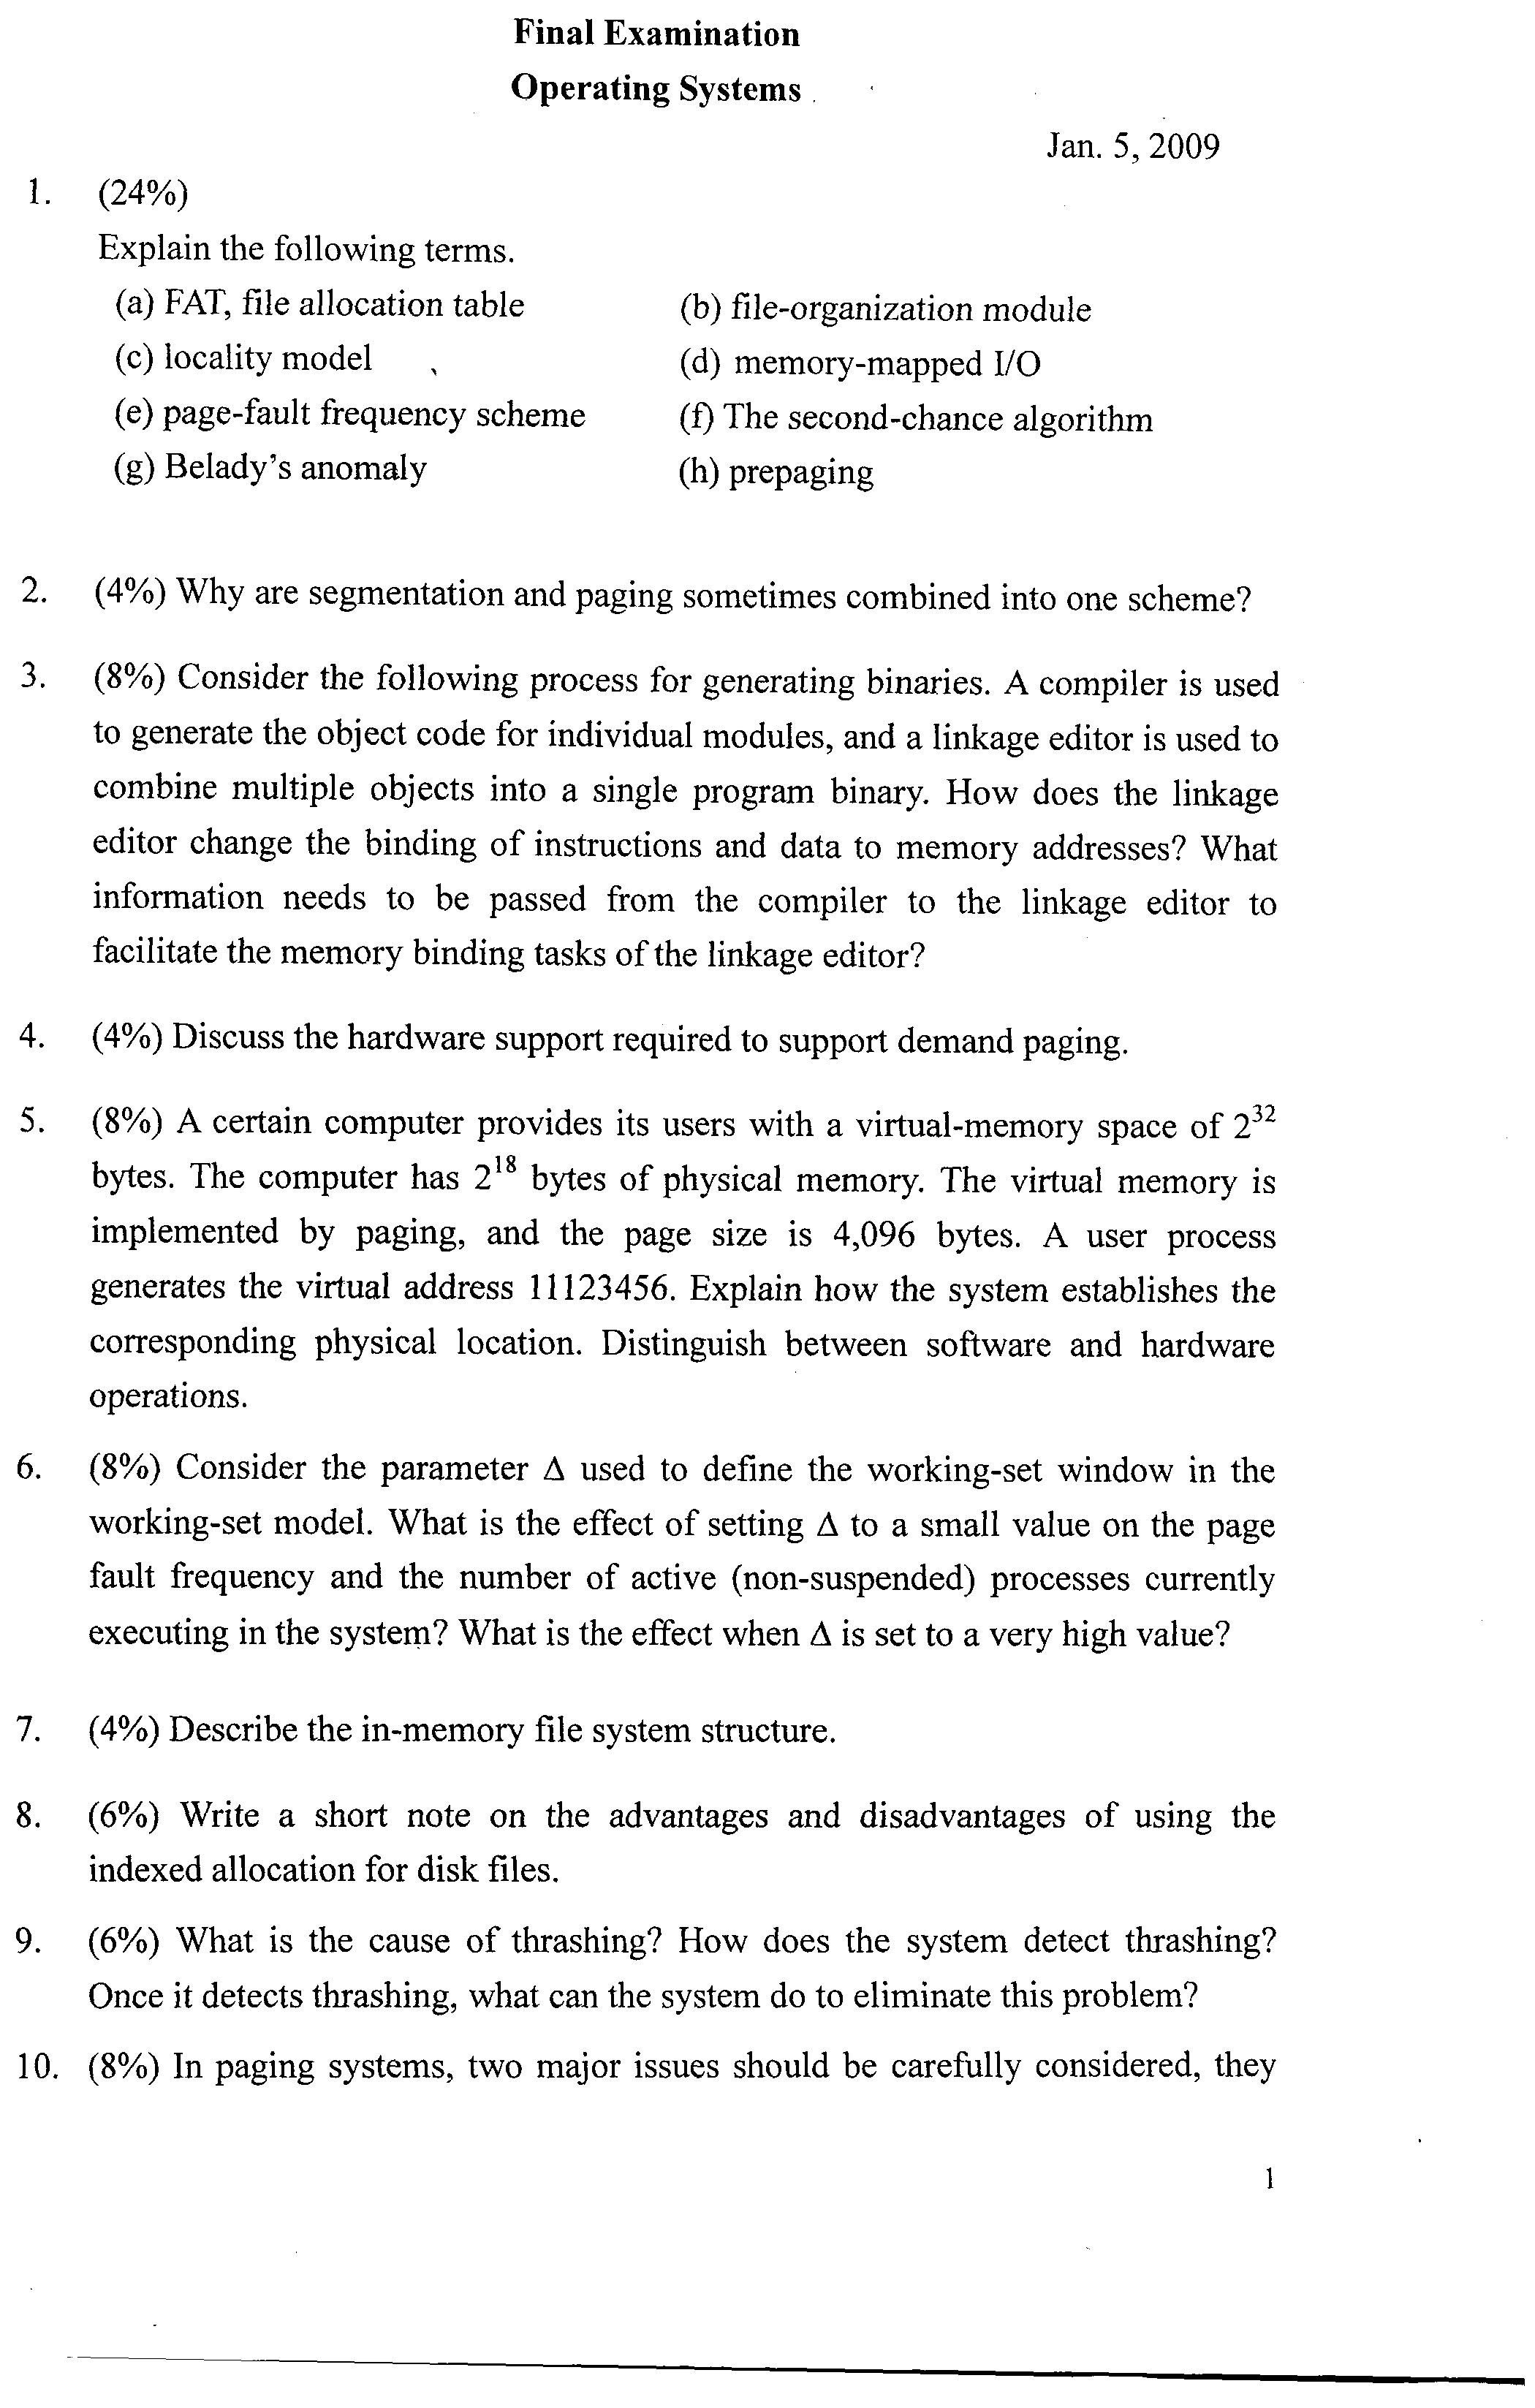 Final Examination
Operating Systems
Jan. 5, 2009
1. (24%)
Explain the following terms.
(a) FAT, file allocation table (b) file-organization module
(c) locality model (d) memory-mapped I/O
(e) page-fault frequency scheme (f) The second-chance algorithm
(g) Belady's anomaly (h) prepaging
2. (4%) Why are segmentation and paging sometimes combined into one scheme?
3. (8%) Consider the following process for generating binaries. A compiler is used
to generate the object code for individual modules, and a linkage editor is used to
combine multiple objects into a single program binary. How does the linkage
editor change the binding of instructions and data to memory addresses? What
information needs to be passed from the compiler to the linkage editor to
facilitate the memory binding tasks of the linkage editor?
4. (4%) Discuss the hardware support required to support demand paging.
5. (8%) A certain computer provides its users with a virtual-memory space of 2³²
bytes. The computer has 2¹⁸ bytes of physical memory. The virtual memory is
implemented by paging, and the page size is 4,096 bytes. A user process
generates the virtual address 11123456. Explain how the system establishes the
corresponding physical location. Distinguish between software and hardware
operations.
6. (8%) Consider the parameter Δ used to define the working-set window in the
working-set model. What is the effect of setting Δ to a small value on the page
fault frequency and the number of active (non-suspended) processes currently
executing in the system? What is the effect when Δ is set to a very high value?
7. (4%) Describe the in-memory file system structure.
8. (6%) Write a short note on the advantages and disadvantages of using the
indexed allocation for disk files.
9. (6%) What is the cause of thrashing? How does the system detect thrashing?
Once it detects thrashing, what can the system do to eliminate this problem?
10. (8%) In paging systems, two major issues should be carefully considered, they
1